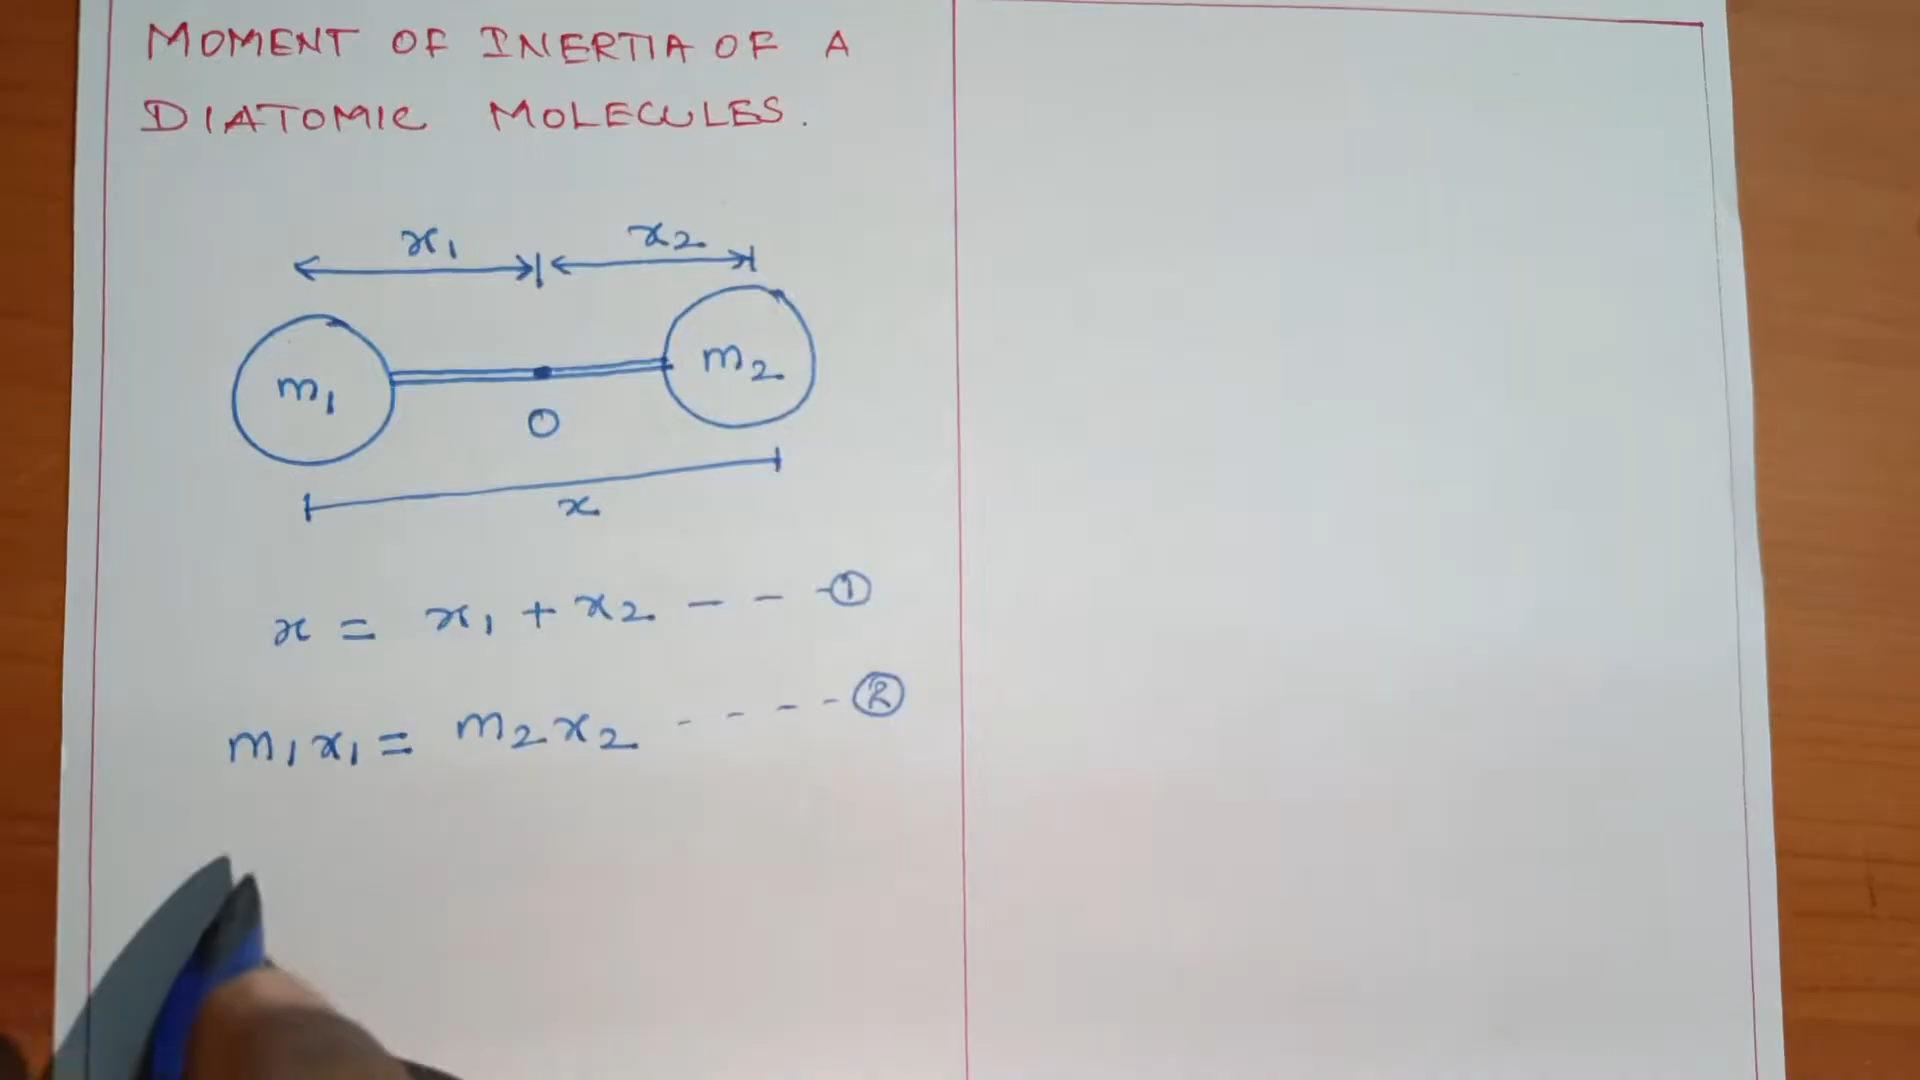 MOMENT OF INERTIA OF A
DIATOMIC MOLECULES.
x1 x2
m1 m2
O
x
x = x1 + x2 - - - ①
m1x1 = m2x2 - - - - ②